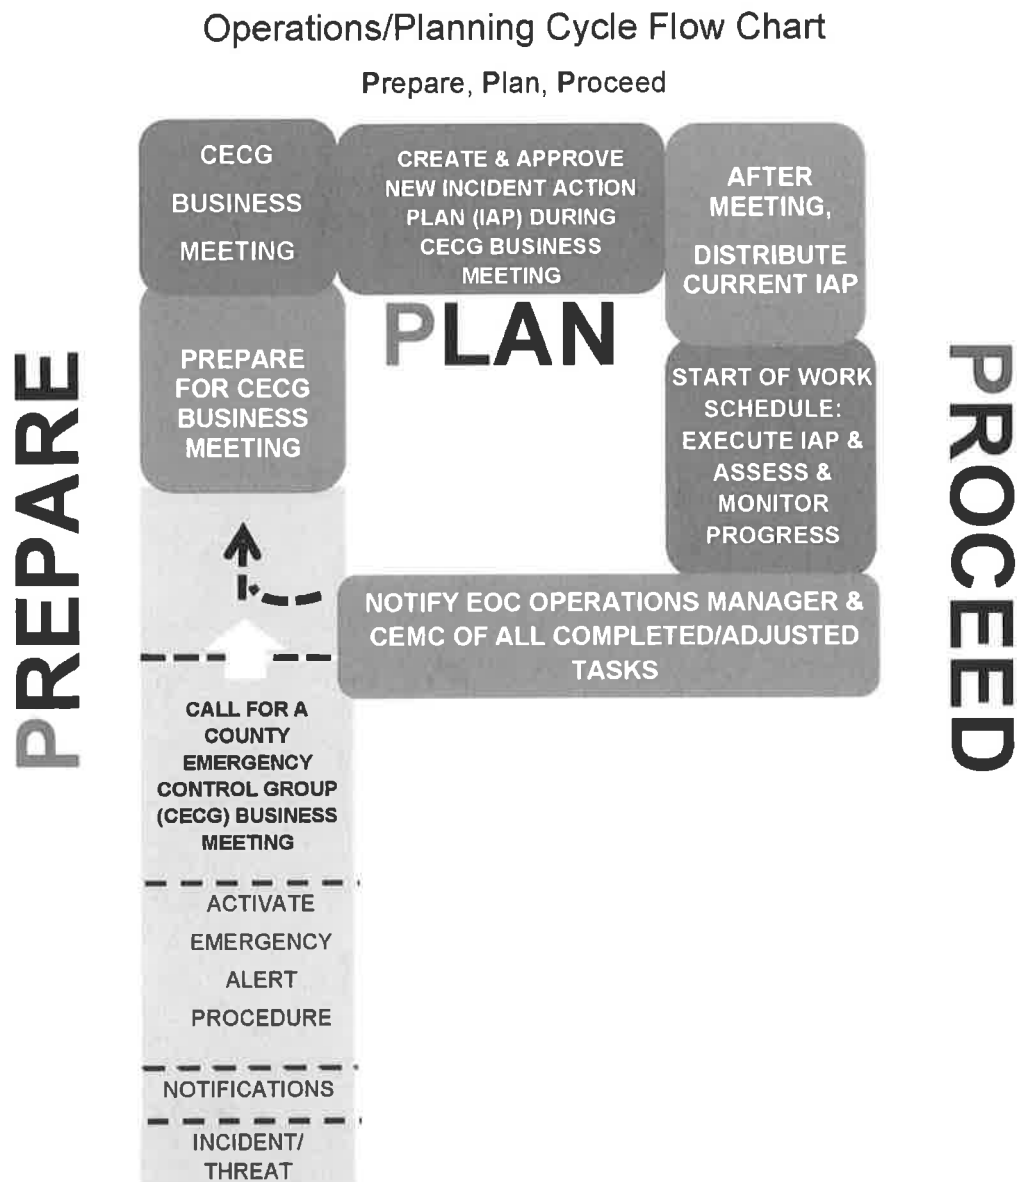 Operations/Planning Cycle Flow Chart
Prepare, Plan, Proceed
CECG
BUSINESS
MEETING
CREATE & APPROVE
NEW INCIDENT ACTION
PLAN (IAP) DURING
CECG BUSINESS
MEETING
AFTER
MEETING,
DISTRIBUTE
CURRENT IAP
PREPARE
PREPARE
FOR CECG
BUSINESS
MEETING
PLAN
START OF WORK
SCHEDULE:
EXECUTE IAP &
ASSESS &
MONITOR
PROGRESS
PROCEED
NOTIFY EOC OPERATIONS MANAGER &
CEMC OF ALL COMPLETED/ADJUSTED
TASKS
CALL FOR A
COUNTY
EMERGENCY
CONTROL GROUP
(CECG) BUSINESS
MEETING
ACTIVATE
EMERGENCY
ALERT
PROCEDURE
NOTIFICATIONS
INCIDENT/
THREAT